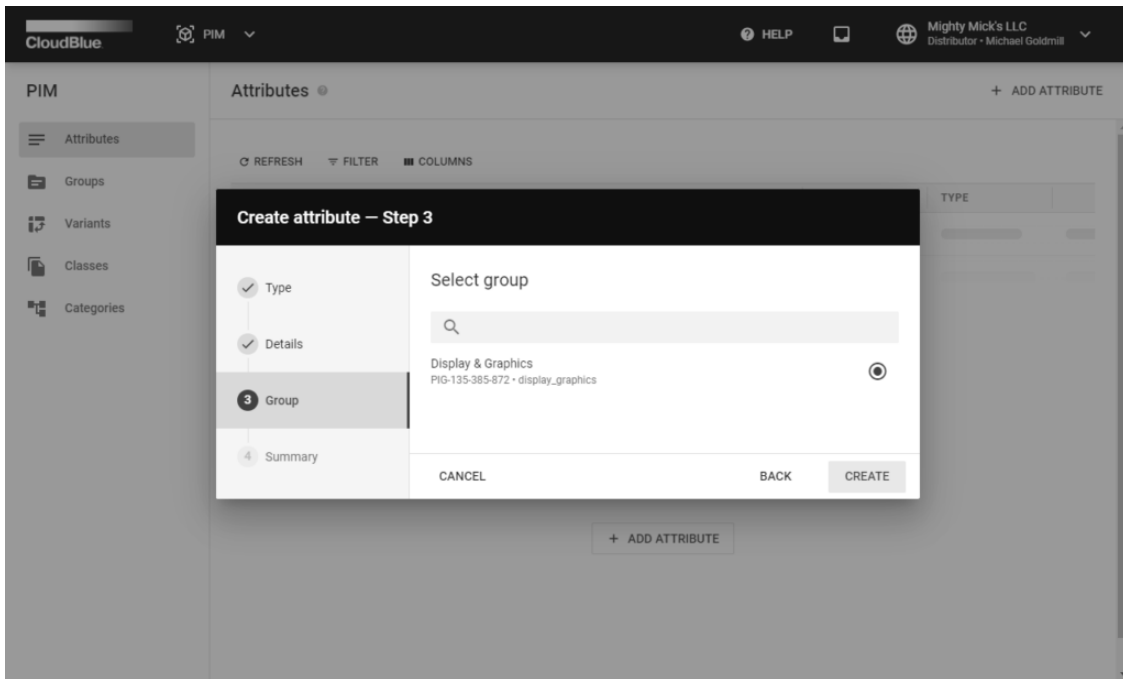 CloudBlue
PIM
HELP
Mighty Mick's LLC
Distributor • Michael Goldmill
PIM
Attributes
Groups
Variants
Classes
Categories
Attributes
+ ADD ATTRIBUTE
REFRESH
FILTER
COLUMNS
TYPE
Create attribute — Step 3
Type
Details
3 Group
4 Summary
Select group
Display & Graphics
PIG-135-385-872 • display_graphics
CANCEL
BACK
CREATE
+ ADD ATTRIBUTE